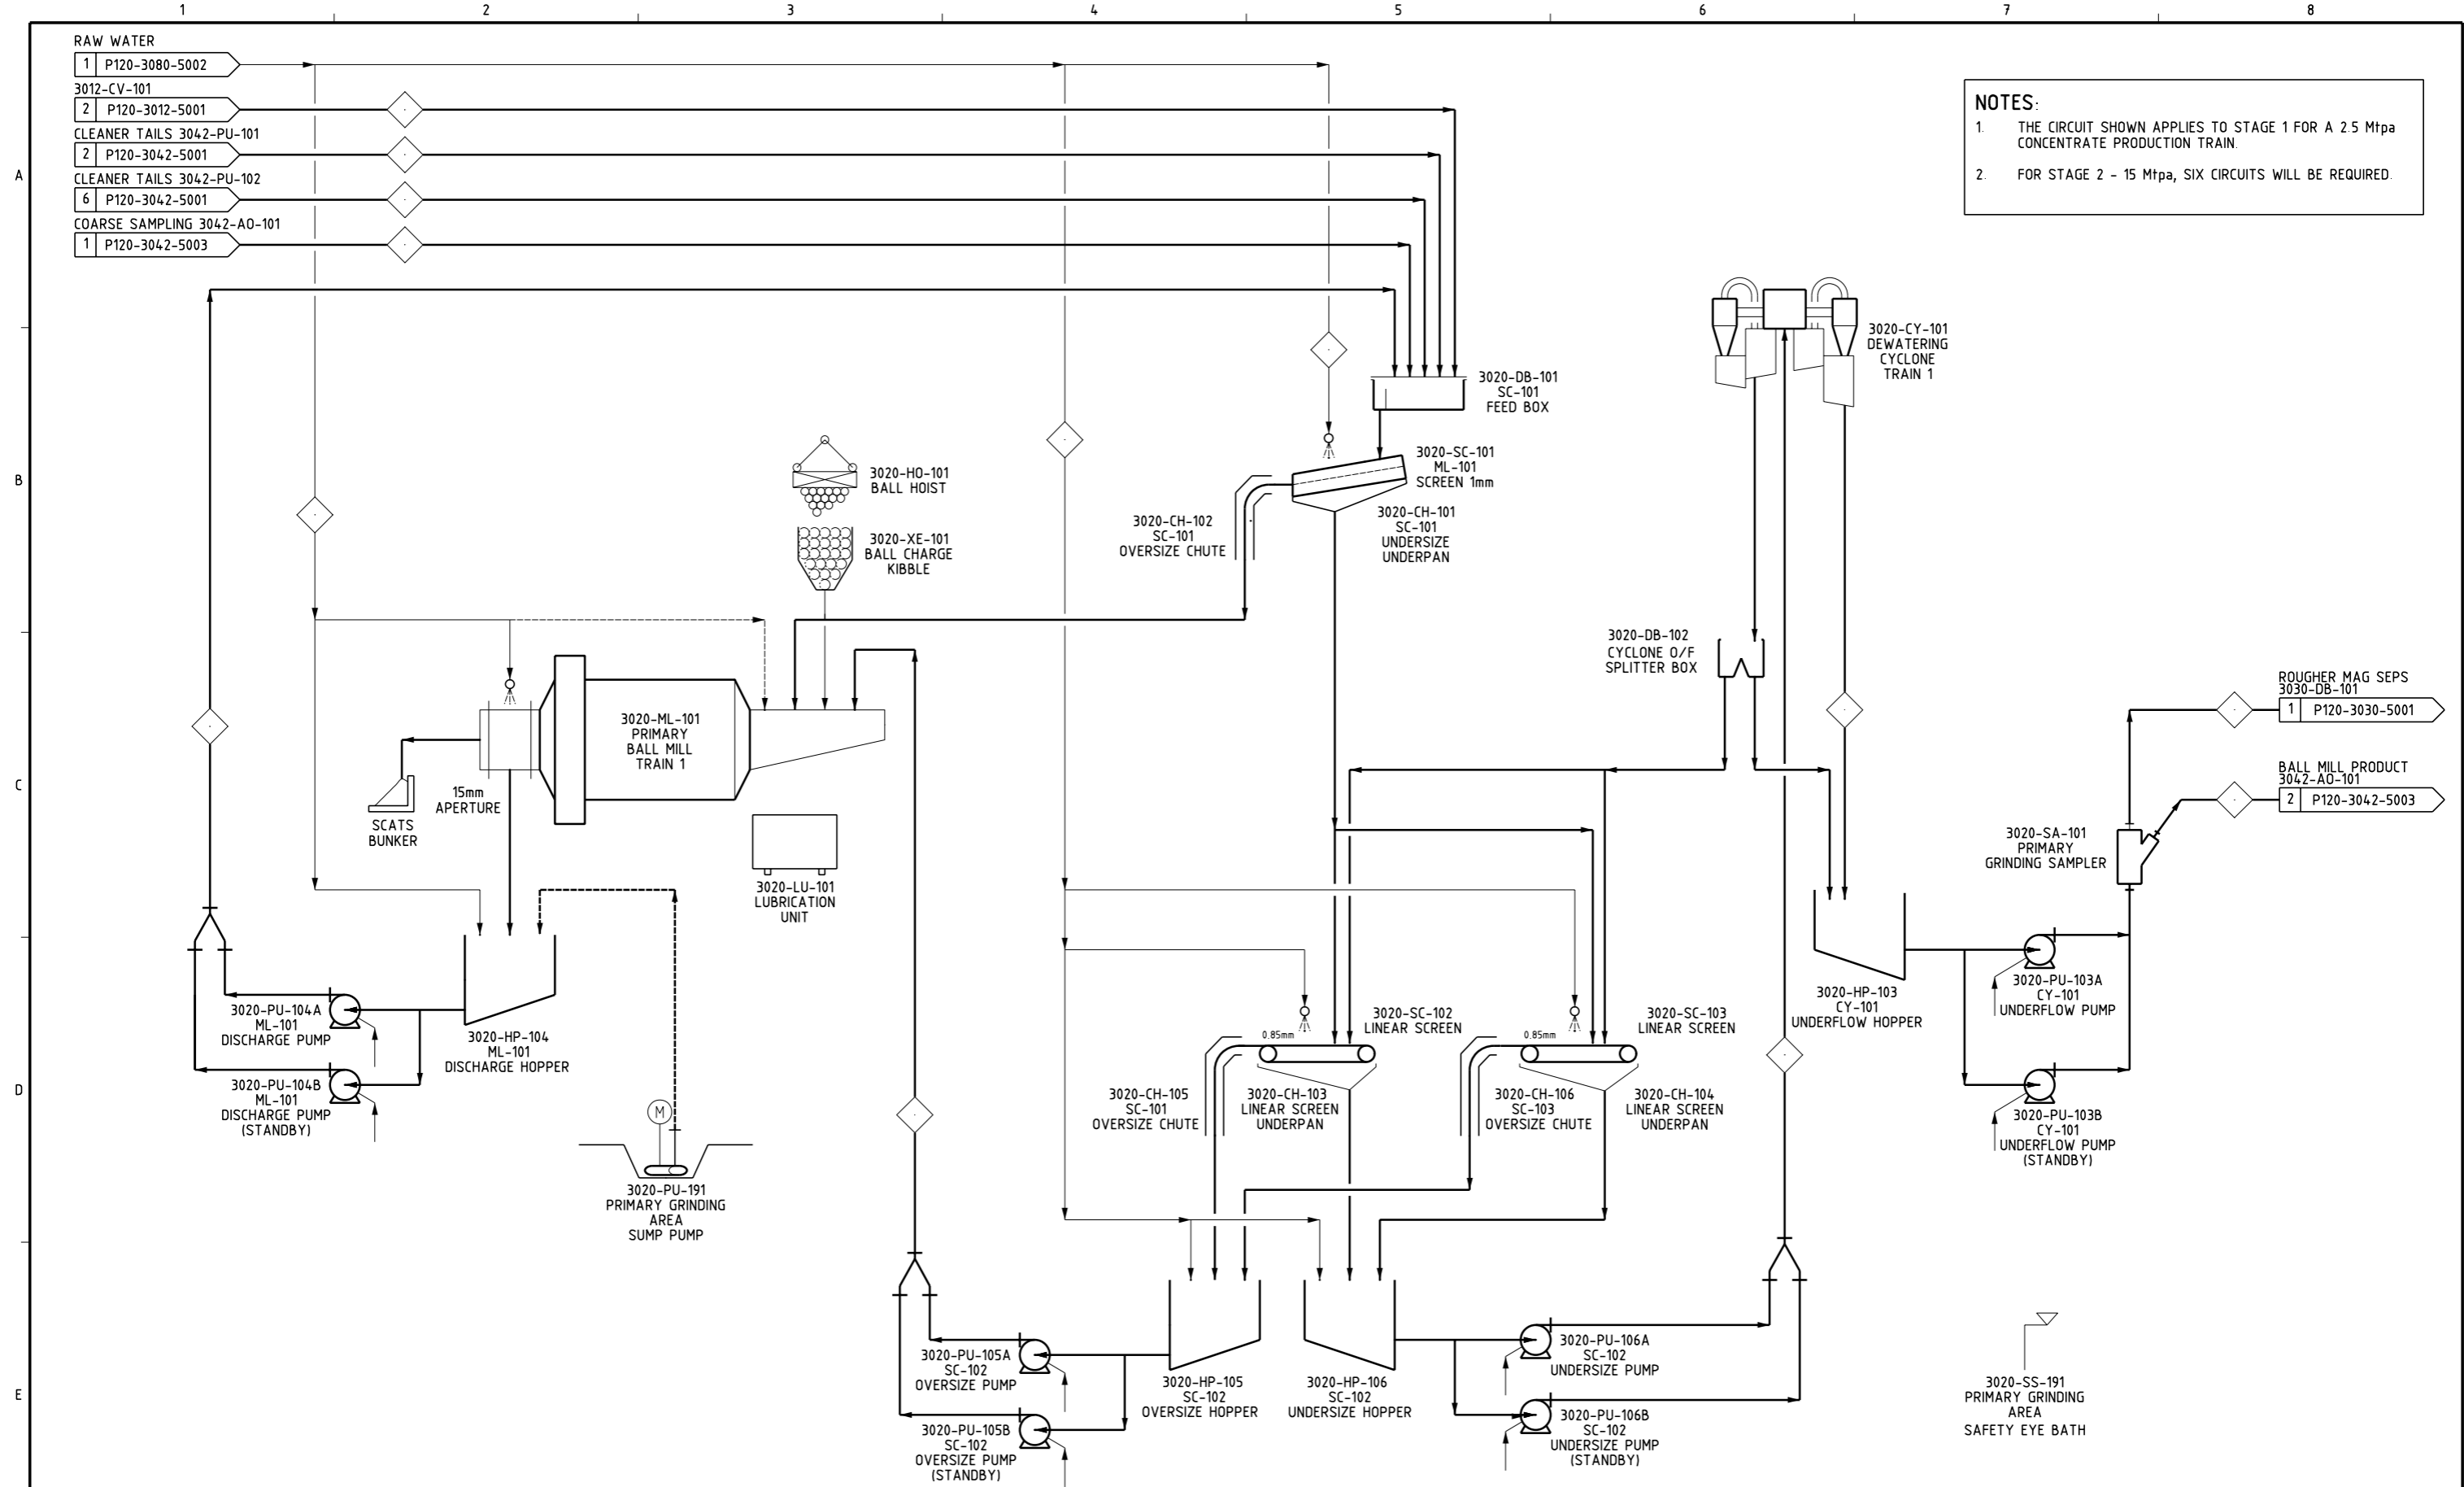 1 2 3 4 5 6 7 8
A
B
C
D
E
RAW WATER
1 P120-3080-5002
3012-CV-101
2 P120-3012-5001
CLEANER TAILS 3042-PU-101
2 P120-3042-5001
CLEANER TAILS 3042-PU-102
6 P120-3042-5001
COARSE SAMPLING 3042-AO-101
1 P120-3042-5003
NOTES:
1. THE CIRCUIT SHOWN APPLIES TO STAGE 1 FOR A 2.5 Mtpa
CONCENTRATE PRODUCTION TRAIN.
2. FOR STAGE 2 - 15 Mtpa, SIX CIRCUITS WILL BE REQUIRED.
3020-CY-101
DEWATERING
CYCLONE
TRAIN 1
3020-DB-101
SC-101
FEED BOX
3020-HO-101
BALL HOIST
3020-SC-101
ML-101
SCREEN 1mm
3020-CH-102
SC-101
OVERSIZE CHUTE
3020-CH-101
SC-101
UNDERSIZE
UNDERPAN
3020-XE-101
BALL CHARGE
KIBBLE
3020-DB-102
CYCLONE O/F
SPLITTER BOX
ROUGHER MAG SEPS
3030-DB-101
1 P120-3030-5001
3020-ML-101
PRIMARY
BALL MILL
TRAIN 1
BALL MILL PRODUCT
3042-AO-101
2 P120-3042-5003
15mm
APERTURE
SCATS
BUNKER
3020-SA-101
PRIMARY
GRINDING SAMPLER
3020-LU-101
LUBRICATION
UNIT
3020-PU-104A
ML-101
DISCHARGE PUMP
3020-HP-104
ML-101
DISCHARGE HOPPER
3020-PU-104B
ML-101
DISCHARGE PUMP
(STANDBY)
M
3020-PU-191
PRIMARY GRINDING
AREA
SUMP PUMP
3020-SC-102
LINEAR SCREEN
0.85mm
3020-SC-103
LINEAR SCREEN
0.85mm
3020-CH-105
SC-101
OVERSIZE CHUTE
3020-CH-103
LINEAR SCREEN
UNDERPAN
3020-CH-106
SC-103
OVERSIZE CHUTE
3020-CH-104
LINEAR SCREEN
UNDERPAN
3020-HP-103
CY-101
UNDERFLOW HOPPER
3020-PU-103A
CY-101
UNDERFLOW PUMP
3020-PU-103B
CY-101
UNDERFLOW PUMP
(STANDBY)
3020-PU-105A
SC-102
OVERSIZE PUMP
3020-PU-105B
SC-102
OVERSIZE PUMP
(STANDBY)
3020-HP-105
SC-102
OVERSIZE HOPPER
3020-HP-106
SC-102
UNDERSIZE HOPPER
3020-PU-106A
SC-102
UNDERSIZE PUMP
3020-PU-106B
SC-102
UNDERSIZE PUMP
(STANDBY)
3020-SS-191
PRIMARY GRINDING
AREA
SAFETY EYE BATH